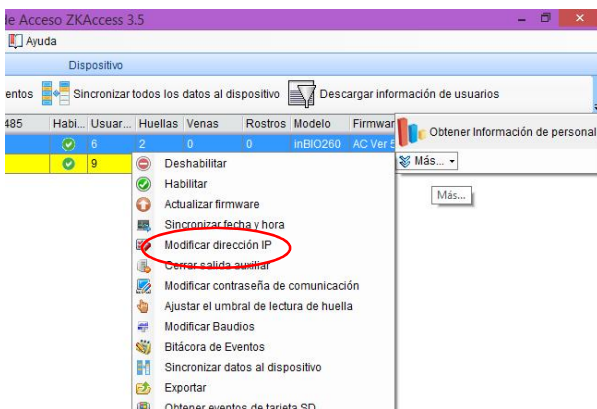 de Acceso ZKAccess 3.5
Ayuda
Dispositivo
entos Sincronizar todos los datos al dispositivo Descargar información de usuarios
485 Habi... Usuar... Huellas Venas Rostros Modelo Firmwar
Obtener Información de personal
6 2 0 0 inBIO260 AC Ver 5
9
Más...
Más...
Deshabilitar
Habilitar
Actualizar firmware
Sincronizar fecha y hora
Modificar dirección IP
Cerrar salida auxiliar
Modificar contraseña de comunicación
Ajustar el umbral de lectura de huella
Modificar Baudios
Bitácora de Eventos
Sincronizar datos al dispositivo
Exportar
Obtener eventos de tarjeta SD